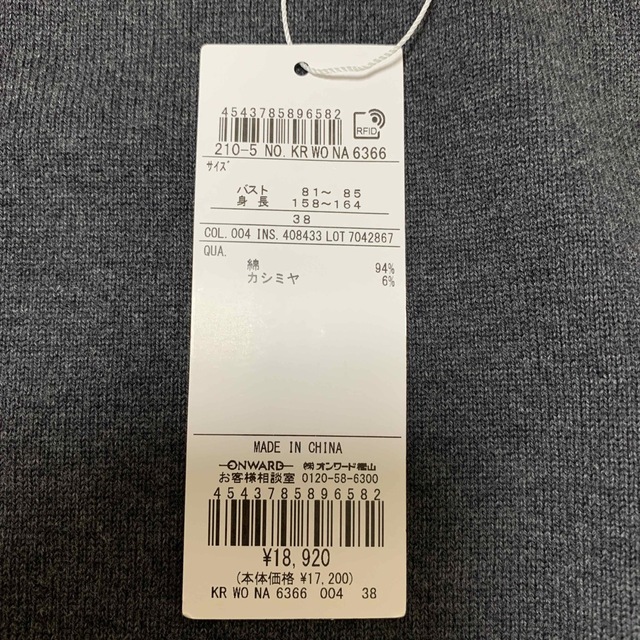 4543785896582
RFID
210-5 NO. KR WO NA 6366
サイズ
バスト 81～ 85
身長 158～164
38
COL. 004 INS. 408433 LOT 7042867
QUA.
綿 94%
カシミヤ 6%
MADE IN CHINA
ONWARD ㈱オンワード樫山
お客様相談室 0120-58-6300
4543785896582
¥18,920
(本体価格 ¥17,200)
KR WO NA 6366 004 38